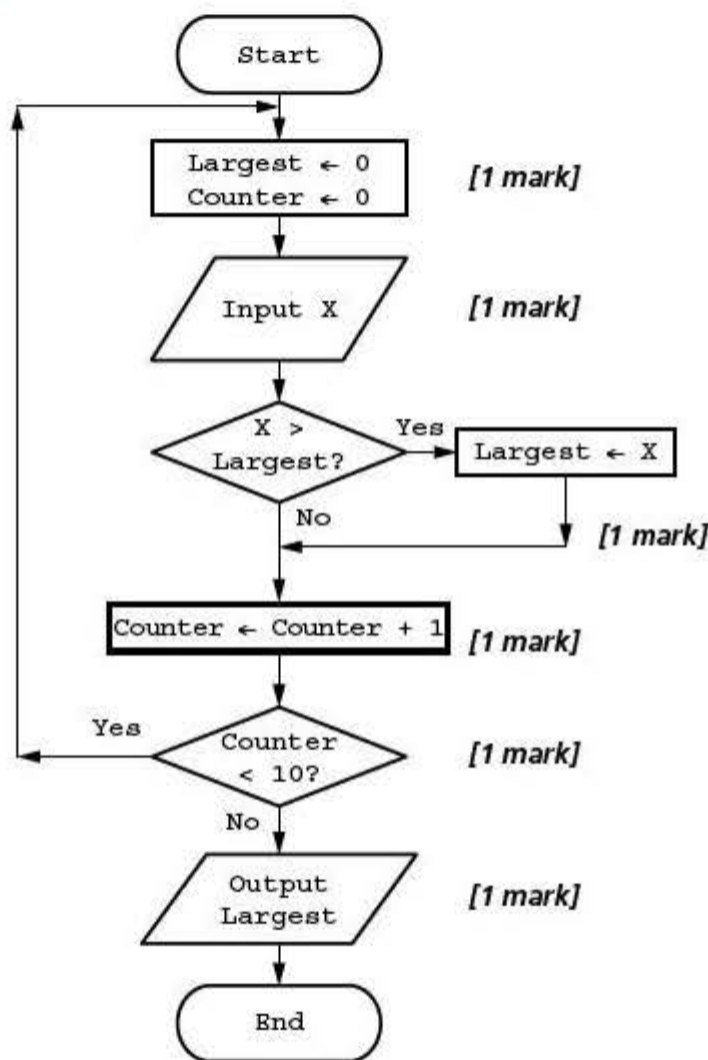 Start
Largest ← 0
Counter ← 0
[1 mark]
Input X
[1 mark]
X >
Largest?
Yes
Largest ← X
No
[1 mark]
Counter ← Counter + 1
[1 mark]
Yes
Counter
< 10?
[1 mark]
No
Output
Largest
[1 mark]
End